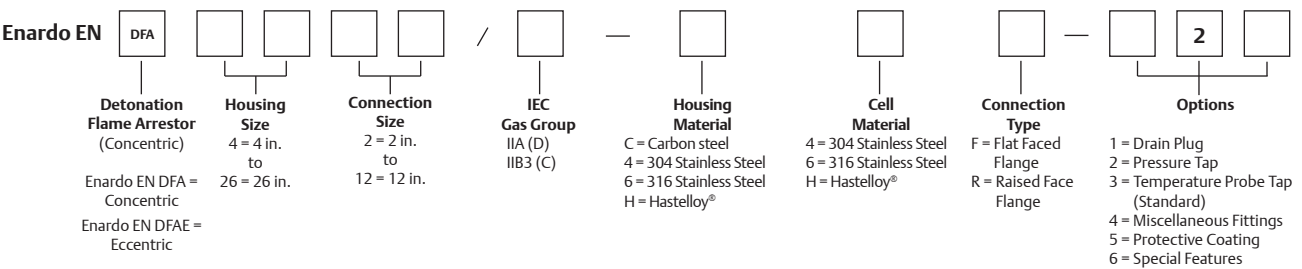 Enardo EN DFA / — — 2
Detonation
Flame Arrestor
(Concentric)
Enardo EN DFA =
Concentric
Enardo EN DFAE =
Eccentric
Housing
Size
4 = 4 in.
to
26 = 26 in.
Connection
Size
2 = 2 in.
to
12 = 12 in.
IEC
Gas Group
IIA (D)
IIB3 (C)
Housing
Material
C = Carbon steel
4 = 304 Stainless Steel
6 = 316 Stainless Steel
H = Hastelloy®
Cell
Material
4 = 304 Stainless Steel
6 = 316 Stainless Steel
H = Hastelloy®
Connection
Type
F = Flat Faced
Flange
R = Raised Face
Flange
Options
1 = Drain Plug
2 = Pressure Tap
3 = Temperature Probe Tap
(Standard)
4 = Miscellaneous Fittings
5 = Protective Coating
6 = Special Features